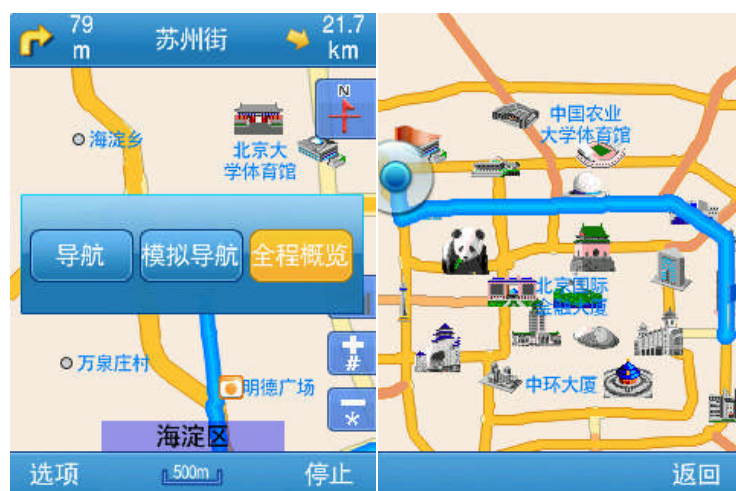 79
m
苏州街
21.7
km
N
海淀乡
北京大
学体育馆
导航
模拟导航
全程概览
+
#
万泉庄村
明德广场
—
*
海淀区
选项
500m
停止
中国农业
大学体育馆
北京国际
金融大厦
中环大厦
返回